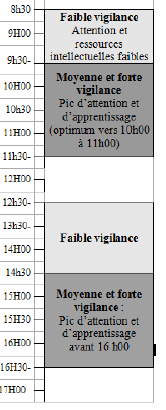 8h30
Faible vigilance
9H00
Attention et
ressources
intellectuelles faibles
9h30-
Moyenne et forte
vigilance
10H00
Pic d'attention et
10h30
d'apprentissage
11H00
(optimum vers 10h00
à 11h00)
11h30-
12H00
12h30-
13H30-
Faible vigilance
14H00
14h30
15H00
Moyenne et forte
vigilance :
15H30
Pic d'attention et
d'apprentissage
16H00
avant 16 h00
16H30-
17H00